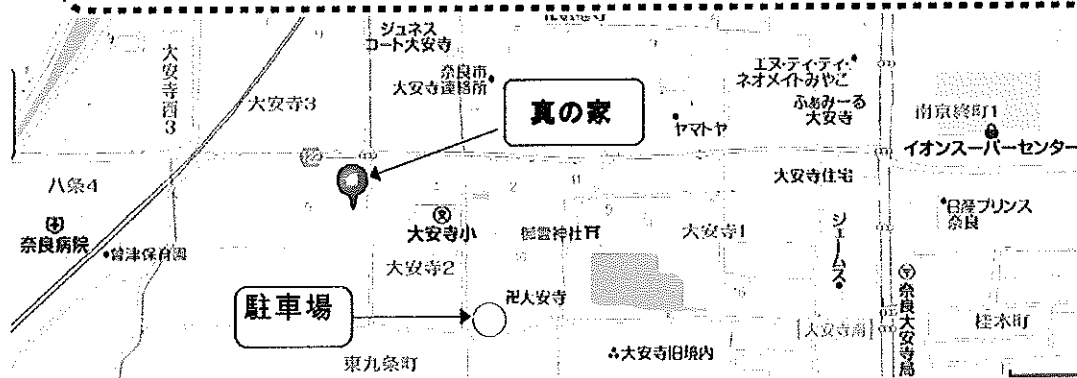 ジュネス
コート大安寺
大安寺西3
大安寺3
奈良市
大安寺連絡所
真の家
ヤマトヤ
エヌ・ティ・ティ・
ネオメイトみやこ
ふぁみーる
大安寺
南京終町1
イオンスーパーセンター
八条4
奈良病院
大安寺小
御霊神社
大安寺1
大安寺住宅
日産プリンス
奈良
ジェームス
大安寺2
駐車場
卍大安寺
大安寺南
奈良大安寺局
桂木町
東九条町
大安寺旧境内